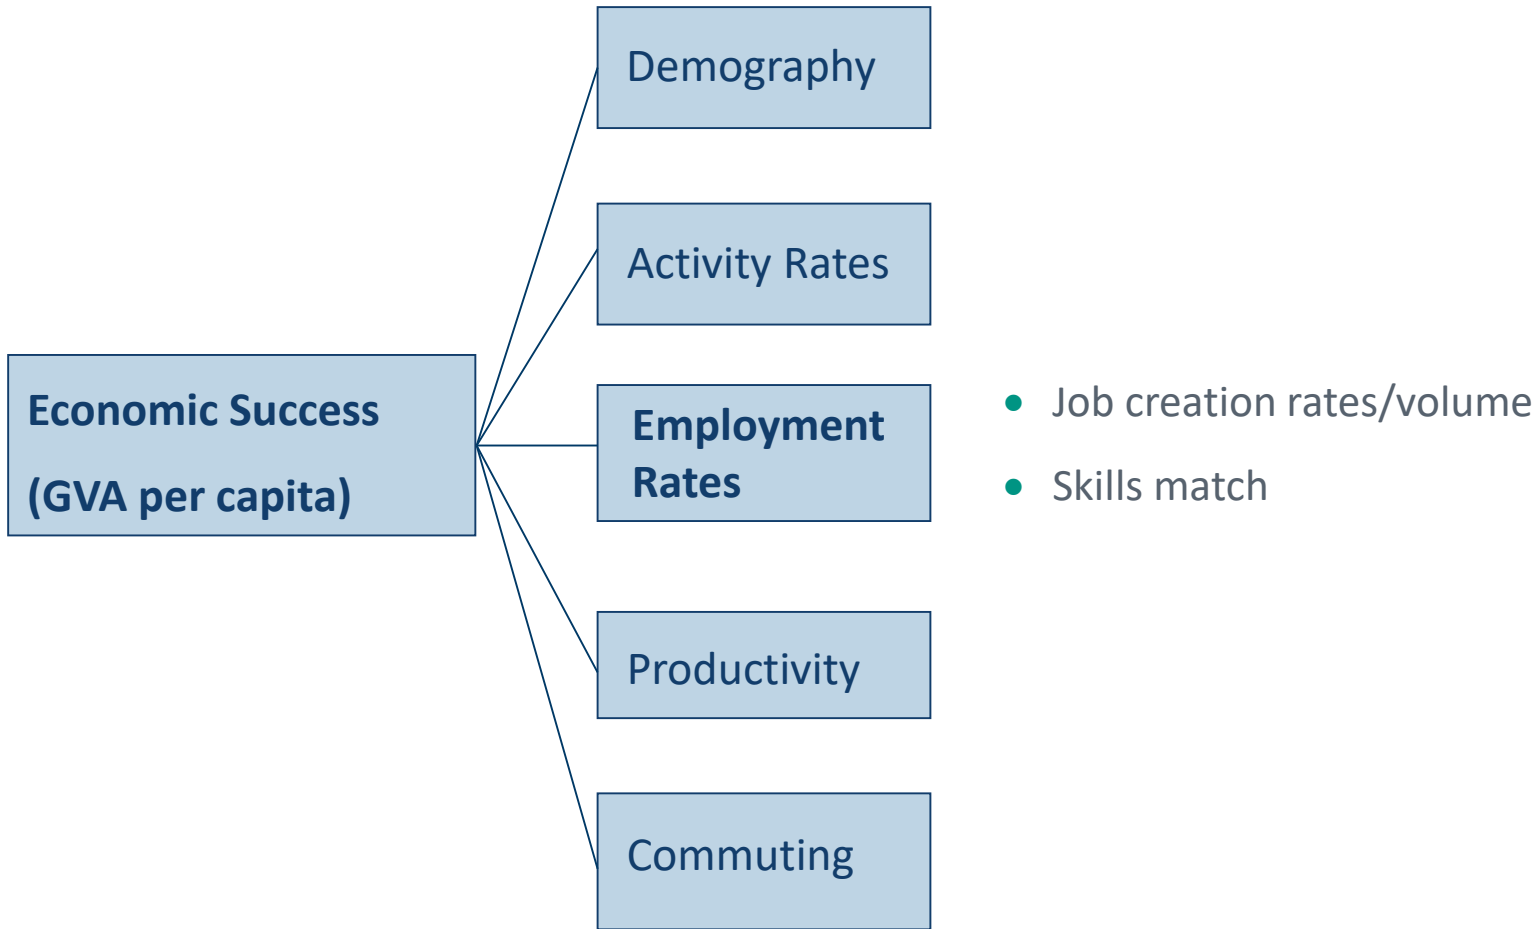 Demography
Activity Rates
Economic Success
(GVA per capita)
Employment
Rates
● Job creation rates/volume
● Skills match
Productivity
Commuting